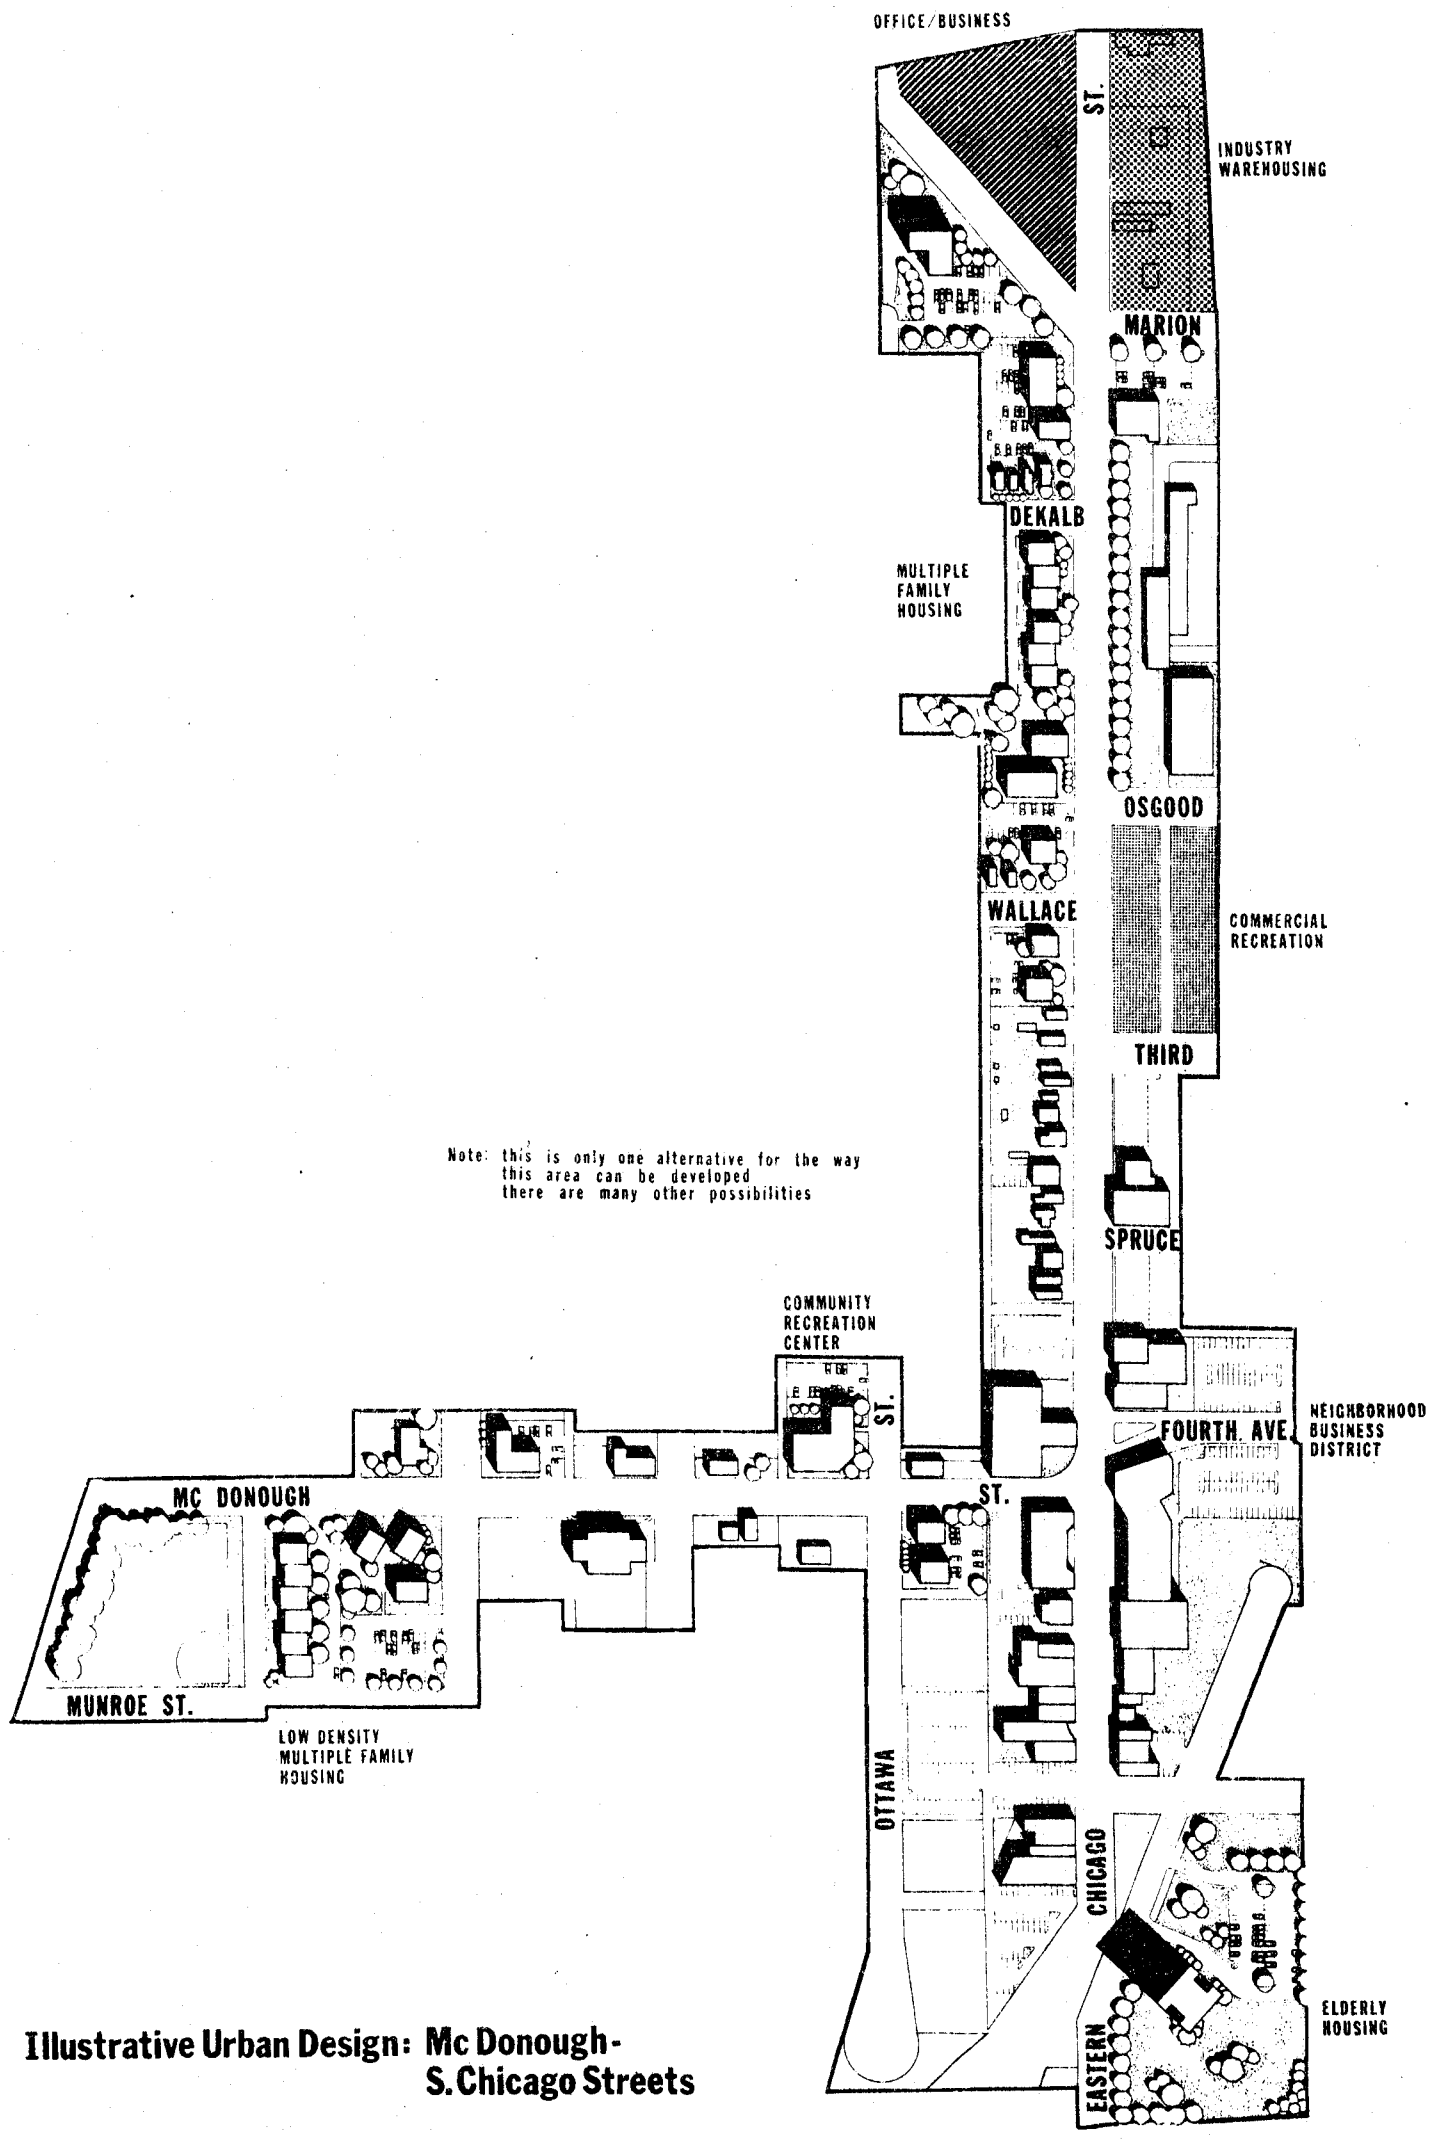 OFFICE/BUSINESS
ST.
INDUSTRY
WAREHOUSING
MARION
DEKALB
MULTIPLE
FAMILY
HOUSING
OSGOOD
WALLACE
COMMERCIAL
RECREATION
THIRD
Note: this is only one alternative for the way
this area can be developed
there are many other possibilities
SPRUCE
COMMUNITY
RECREATION
CENTER
ST.
FOURTH. AVE.
NEIGHBORHOOD
BUSINESS
DISTRICT
MC DONOUGH
ST.
MUNROE ST.
LOW DENSITY
MULTIPLE FAMILY
HOUSING
OTTAWA
CHICAGO
EASTERN
ELDERLY
HOUSING
Illustrative Urban Design: Mc Donough-
S. Chicago Streets